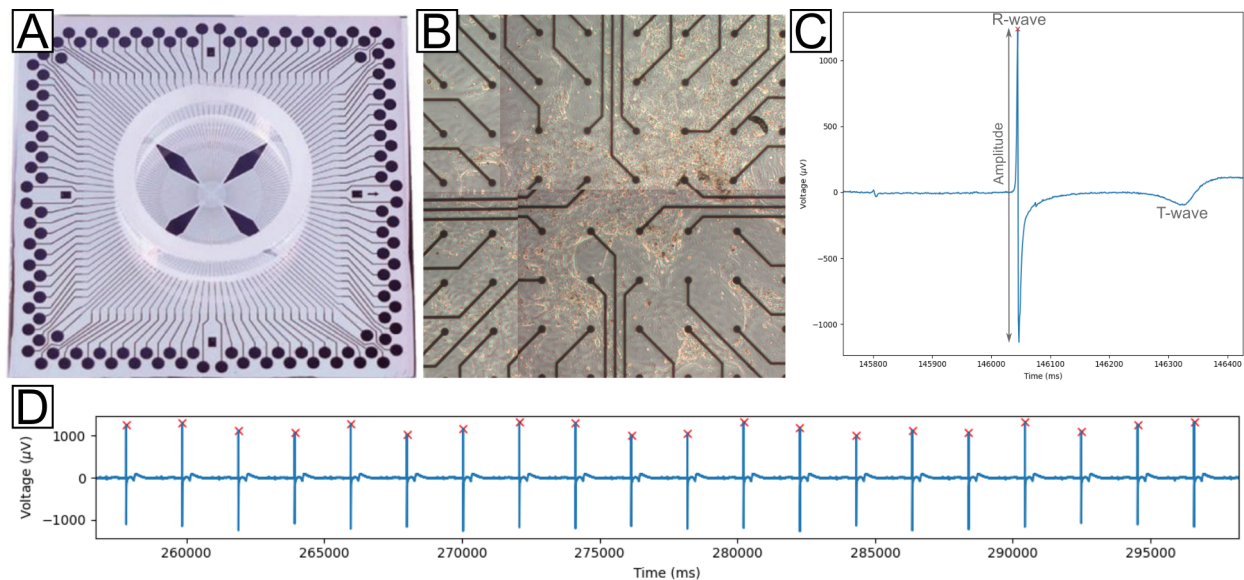 A
B
C
R-wave
Amplitude
T-wave
1000
500
0
−500
−1000
Voltage (µV)
145800
145900
146000
146100
146200
146300
146400
Time (ms)
D
1000
0
−1000
Voltage (µV)
260000
265000
270000
275000
280000
285000
290000
295000
Time (ms)